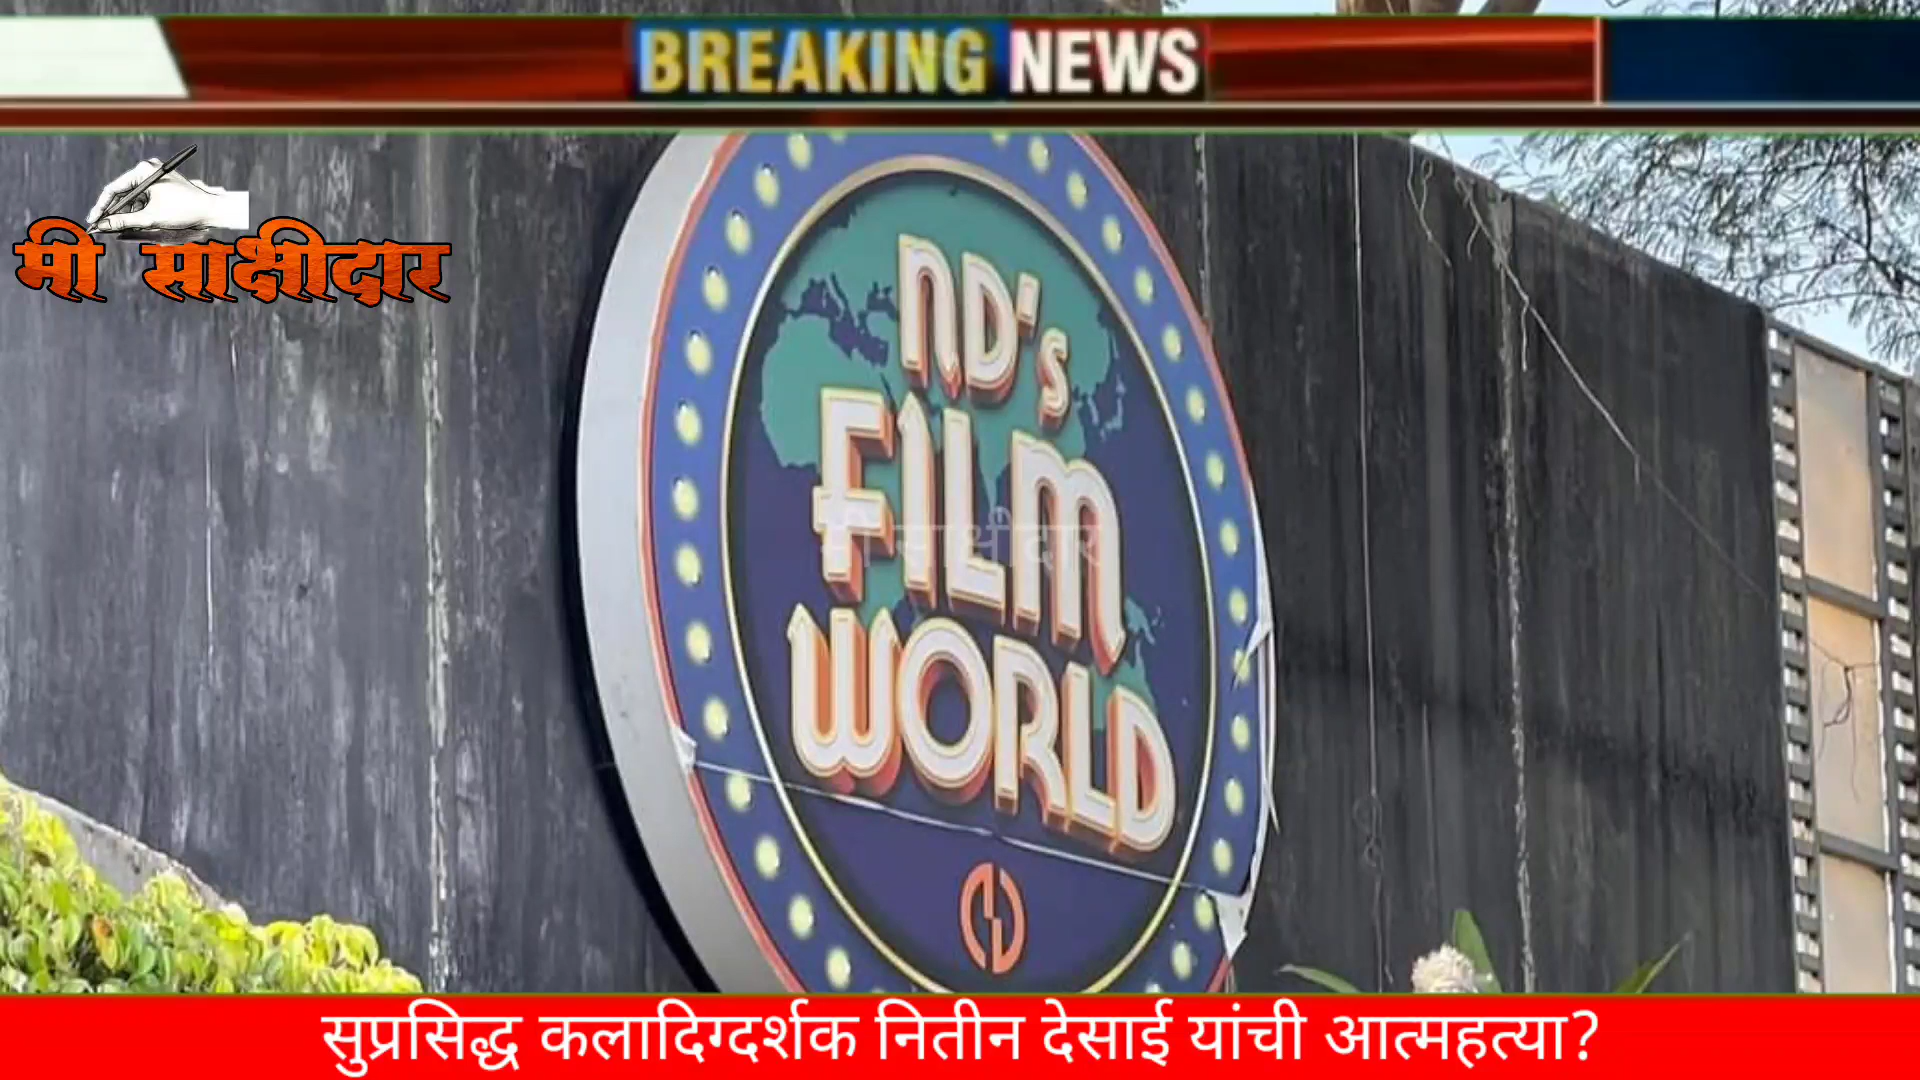 BREAKING NEWS
मी साक्षीदार
ND's
FILM
मी साक्षीदार
WORLD
सुप्रसिद्ध कलादिग्दर्शक नितीन देसाई यांची आत्महत्या?